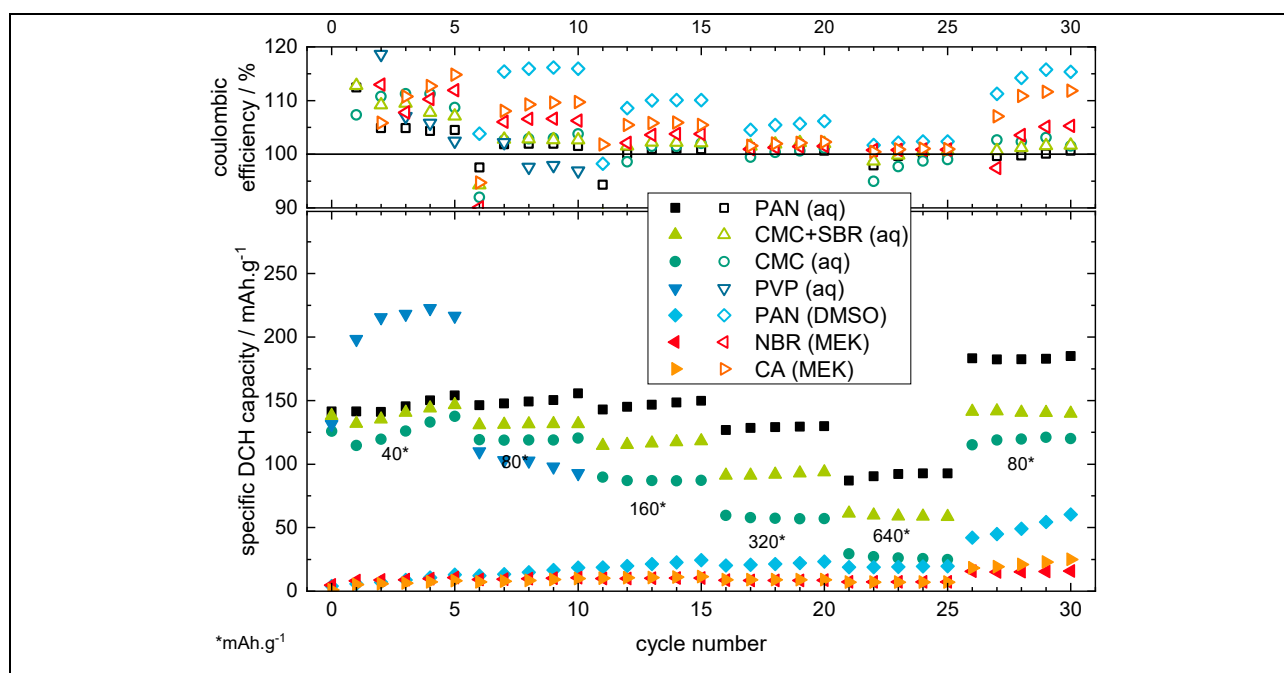 0 5 10 15 20 25 30
120
110
100
90
coulombic
efficiency / %
PAN (aq)
CMC+SBR (aq)
CMC (aq)
PVP (aq)
PAN (DMSO)
NBR (MEK)
CA (MEK)
250
200
150
100
50
0
specific DCH capacity / mAh.g⁻¹
40*
80*
160*
320*
640*
80*
0 5 10 15 20 25 30
*mAh.g⁻¹
cycle number